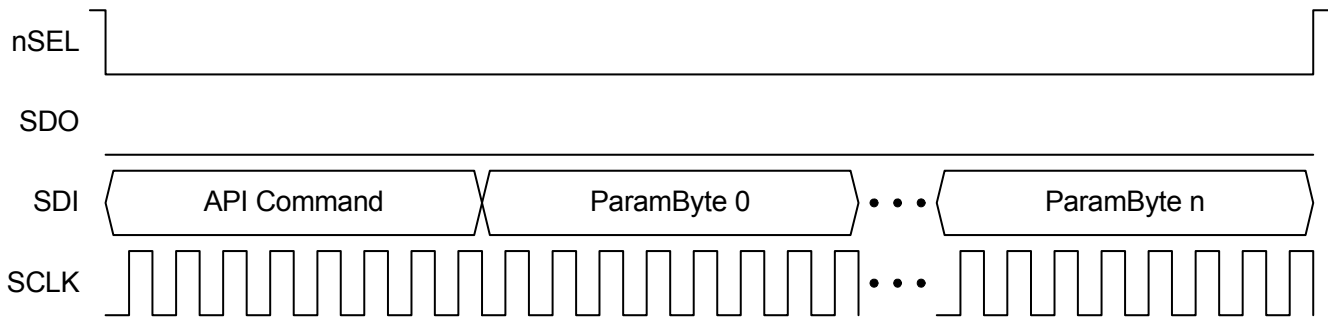 nSEL
SDO
SDI API Command ParamByte 0 • • • ParamByte n
SCLK • • •